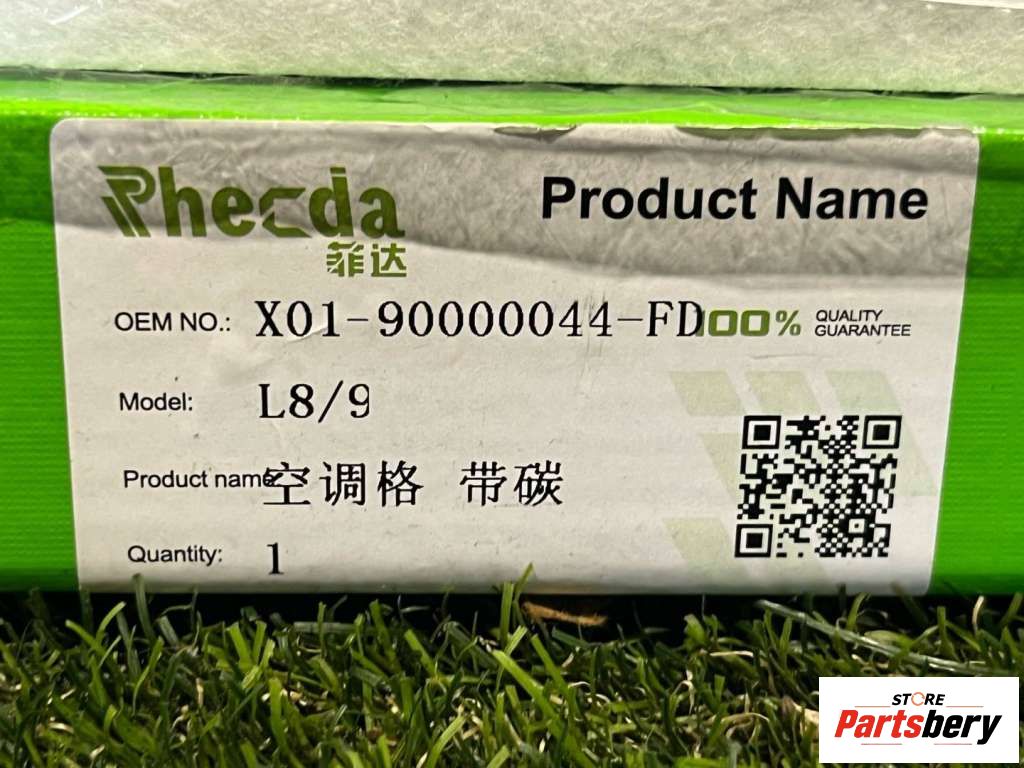 Phecda
菲达
Product Name
OEM NO.: X01-90000044-FD
100% QUALITY GUARANTEE
Model: L8/9
Product name 空调格 带碳
Quantity: 1
STORE
Partsbery